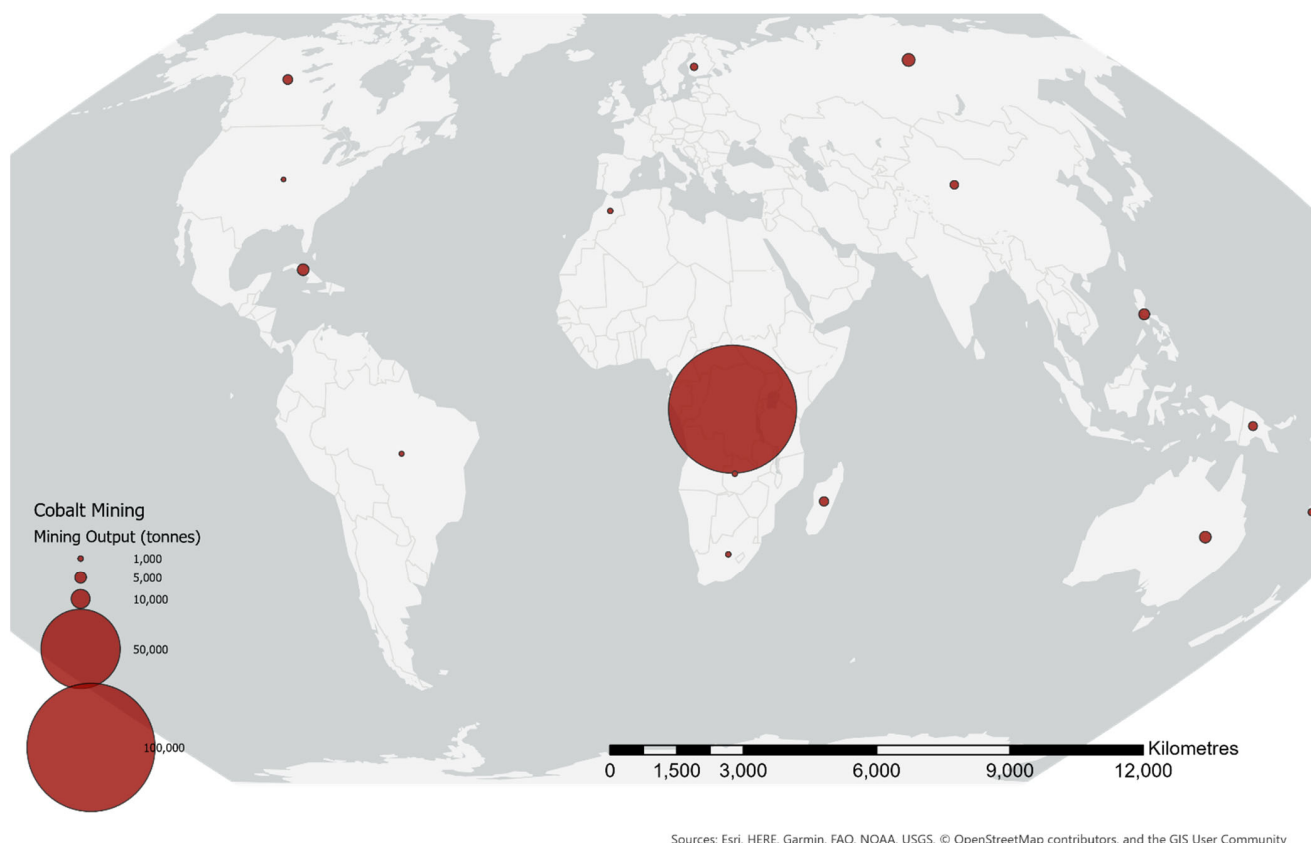 Cobalt Mining
Mining Output (tonnes)
1,000
5,000
10,000
50,000
100,000
Kilometres
0 1,500 3,000 6,000 9,000 12,000
Sources: Esri, HERE, Garmin, FAO, NOAA, USGS, © OpenStreetMap contributors, and the GIS User Community